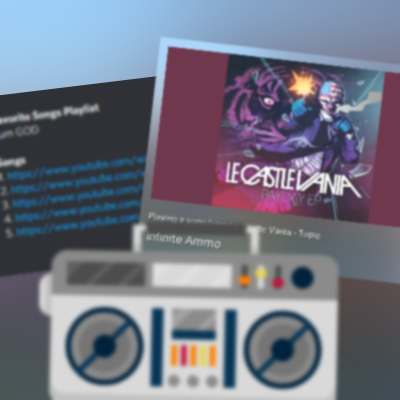 avorite Songs Playlist
um GOD
Songs
1. https://www.youtube.com/w
2. https://www.youtube.com/w
3. https://www.youtube.com/
4. https://www.youtube.com
5. https://www.youtube.com
LE CASTLE VANIA
Playing a song
Vania - Topic
Infinite Ammo